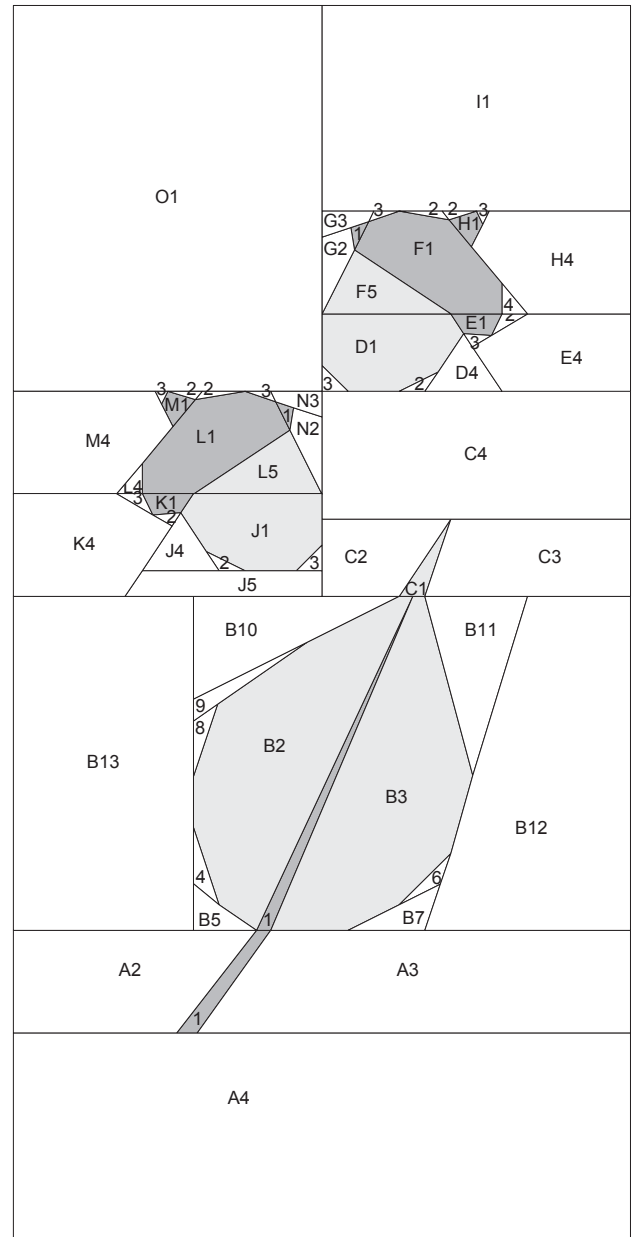 I1
O1
3 2 2 3
G3 1 H1
G2 F1 H4
F5
4
E1 2
D1 3 E4
D4
3 2
3 2 2 3 N3
M1 1
N2
L1
M4 C4
L5
L4
3 K1
2
J1
K4 J4 C2 C3
2 3
J5 C1
B10 B11
9
8
B2
B13
B3
B12
4 6
B5 1 B7
A2 A3
1
A4